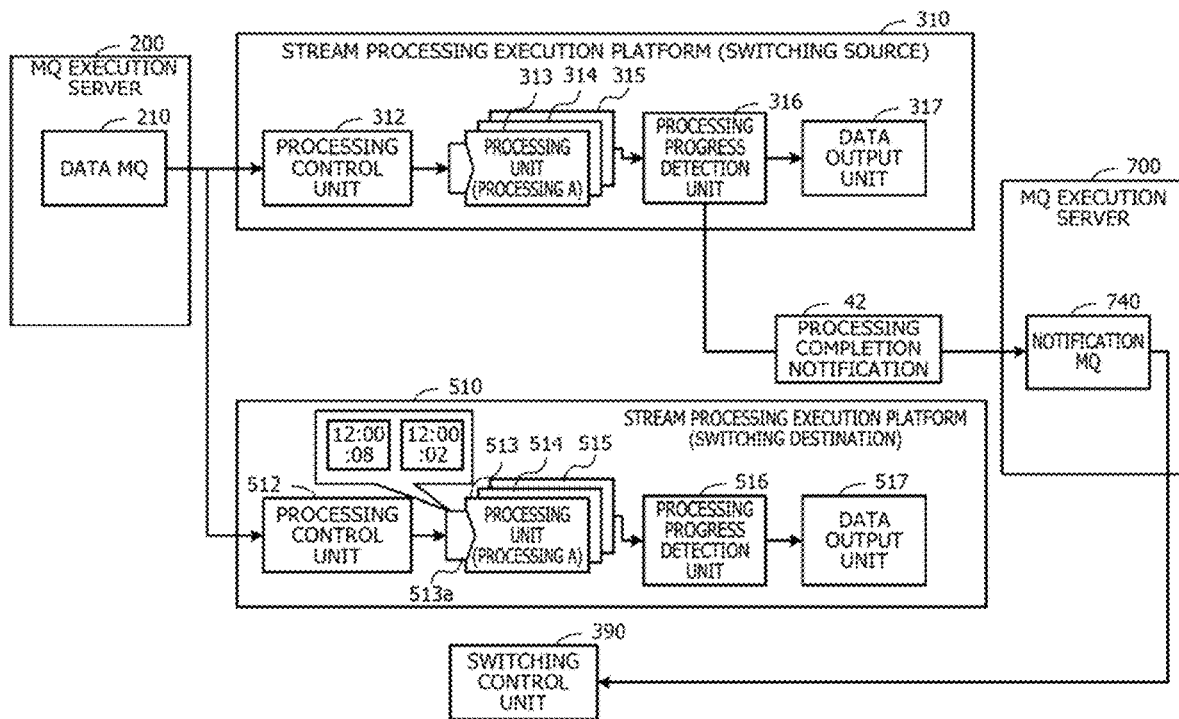 200
MQ EXECUTION
SERVER
210
DATA MQ
310
STREAM PROCESSING EXECUTION PLATFORM (SWITCHING SOURCE)
312
PROCESSING
CONTROL
UNIT
313
314
315
PROCESSING
UNIT
(PROCESSING A)
316
PROCESSING
PROGRESS
DETECTION
UNIT
317
DATA
OUTPUT
UNIT
700
MQ EXECUTION
SERVER
42
PROCESSING
COMPLETION
NOTIFICATION
740
NOTIFICATION
MQ
510
STREAM PROCESSING EXECUTION PLATFORM
(SWITCHING DESTINATION)
12:00
:08
12:00
:02
512
PROCESSING
CONTROL
UNIT
513
514
515
PROCESSING
UNIT
(PROCESSING A)
513a
516
PROCESSING
PROGRESS
DETECTION
UNIT
517
DATA
OUTPUT
UNIT
390
SWITCHING
CONTROL
UNIT